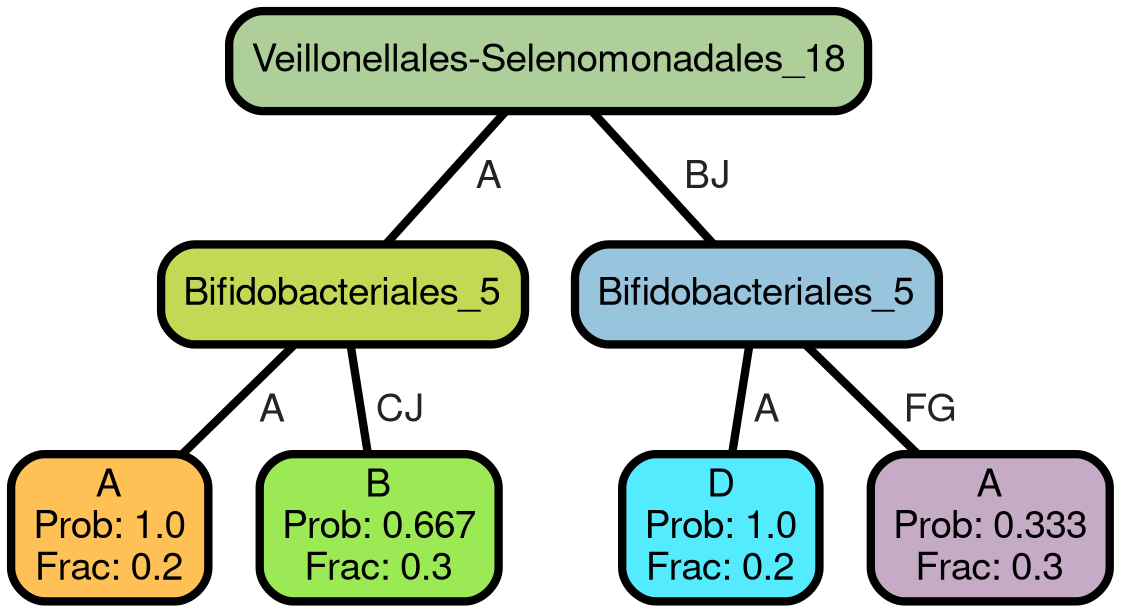 Veillonellales-Selenomonadales_18
A
BJ
Bifidobacteriales_5
Bifidobacteriales_5
A
CJ
A
FG
A
Prob: 1.0
Frac: 0.2
B
Prob: 0.667
Frac: 0.3
D
Prob: 1.0
Frac: 0.2
A
Prob: 0.333
Frac: 0.3